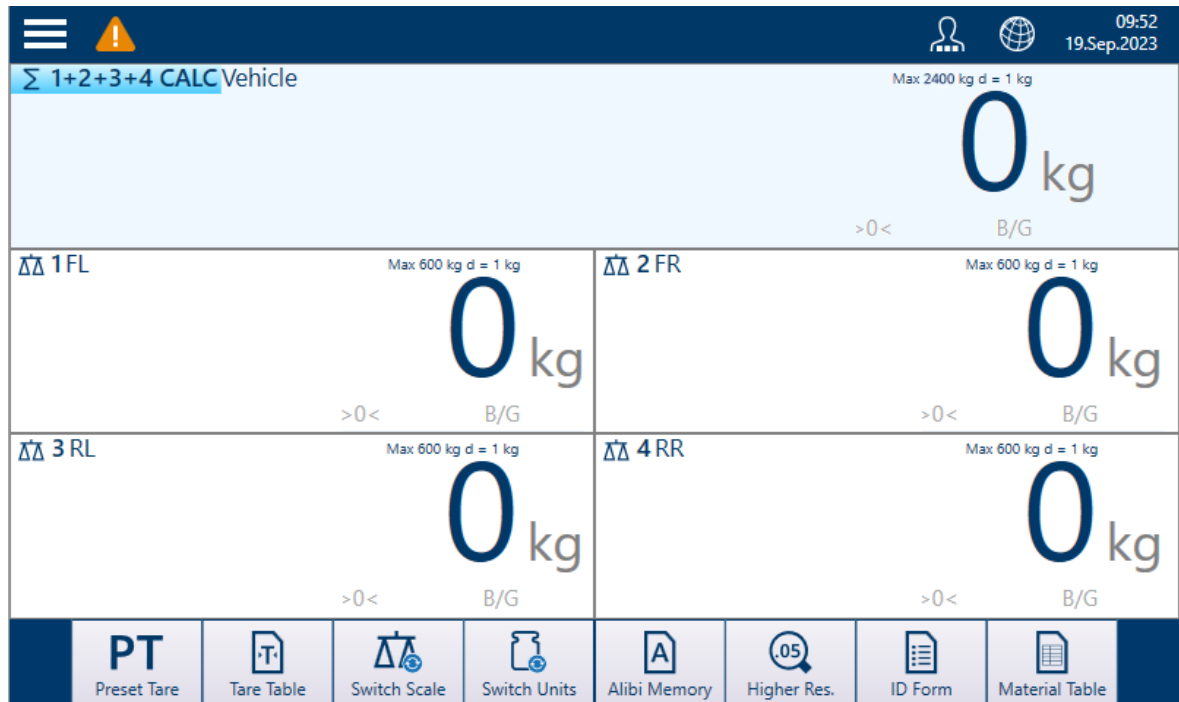 09:52
19.Sep.2023
∑ 1+2+3+4 CALC Vehicle
Max 2400 kg d = 1 kg
0 kg
>0< B/G
1 FL
Max 600 kg d = 1 kg
0 kg
>0< B/G
2 FR
Max 600 kg d = 1 kg
0 kg
>0< B/G
3 RL
Max 600 kg d = 1 kg
0 kg
>0< B/G
4 RR
Max 600 kg d = 1 kg
0 kg
>0< B/G
PT
Preset Tare
T
Tare Table
Switch Scale
Switch Units
A
Alibi Memory
.05
Higher Res.
ID Form
Material Table